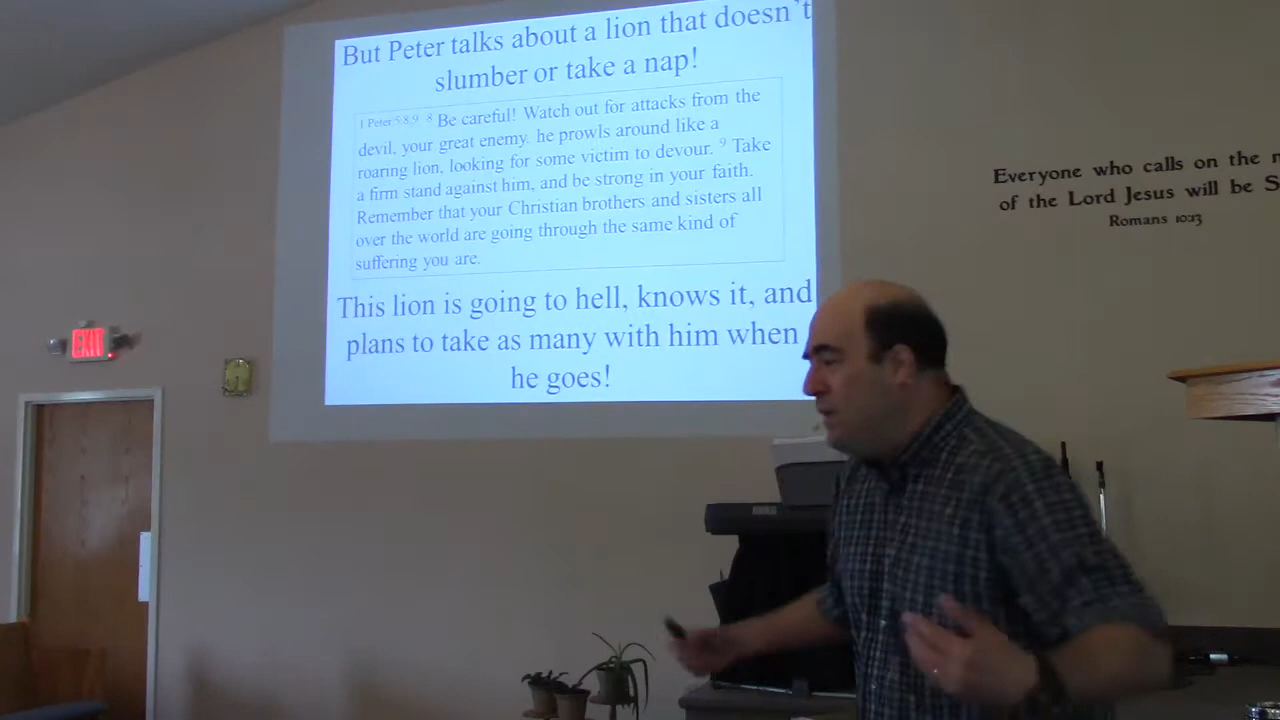 But Peter talks about a lion that doesn't
slumber or take a nap!
1 Peter 5:8,9 8 Be careful! Watch out for attacks from the
devil, your great enemy. he prowls around like a
roaring lion, looking for some victim to devour. 9 Take
a firm stand against him, and be strong in your faith.
Remember that your Christian brothers and sisters all
over the world are going through the same kind of
suffering you are.
This lion is going to hell, knows it, and
plans to take as many with him when
he goes!
Everyone who calls on the
of the Lord Jesus will be
Romans 10:13
EXIT
KORG